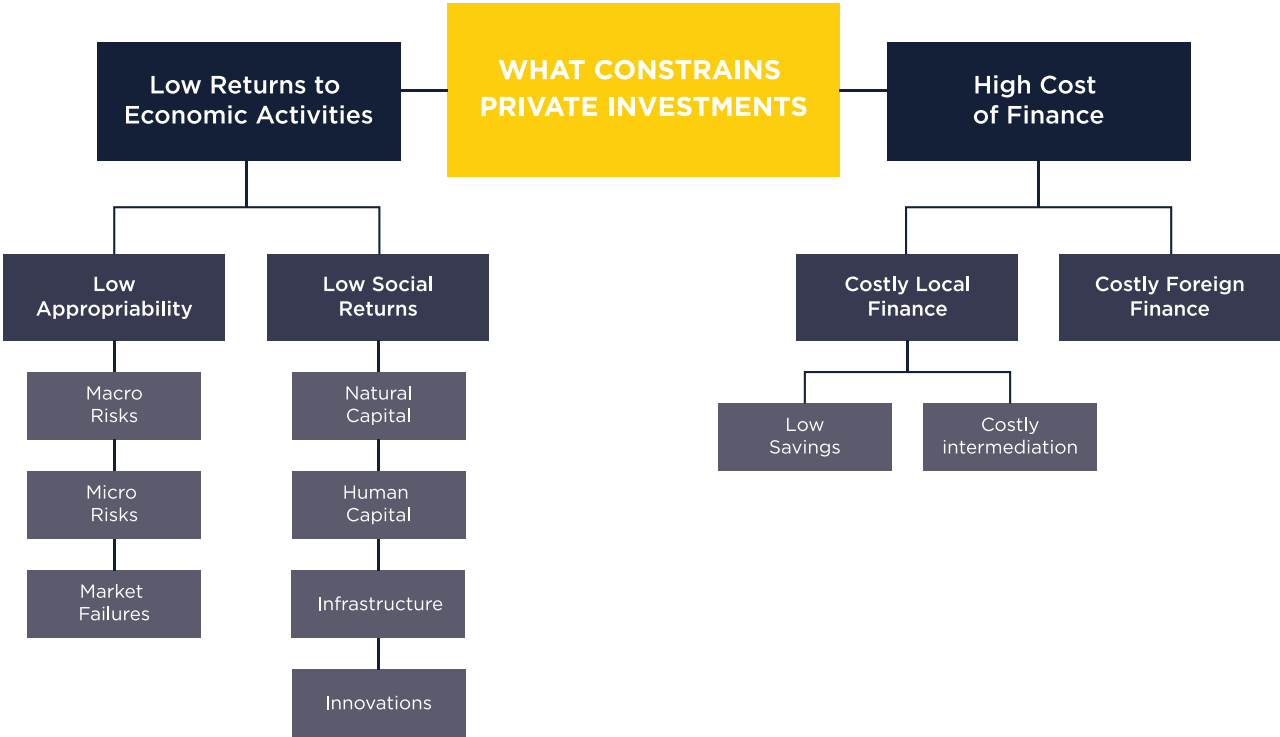 WHAT CONSTRAINS
PRIVATE INVESTMENTS
Low Returns to
Economic Activities
High Cost
of Finance
Low
Appropriability
Low Social
Returns
Costly Local
Finance
Costly Foreign
Finance
Macro
Risks
Natural
Capital
Low
Savings
Costly
intermediation
Micro
Risks
Human
Capital
Market
Failures
Infrastructure
Innovations